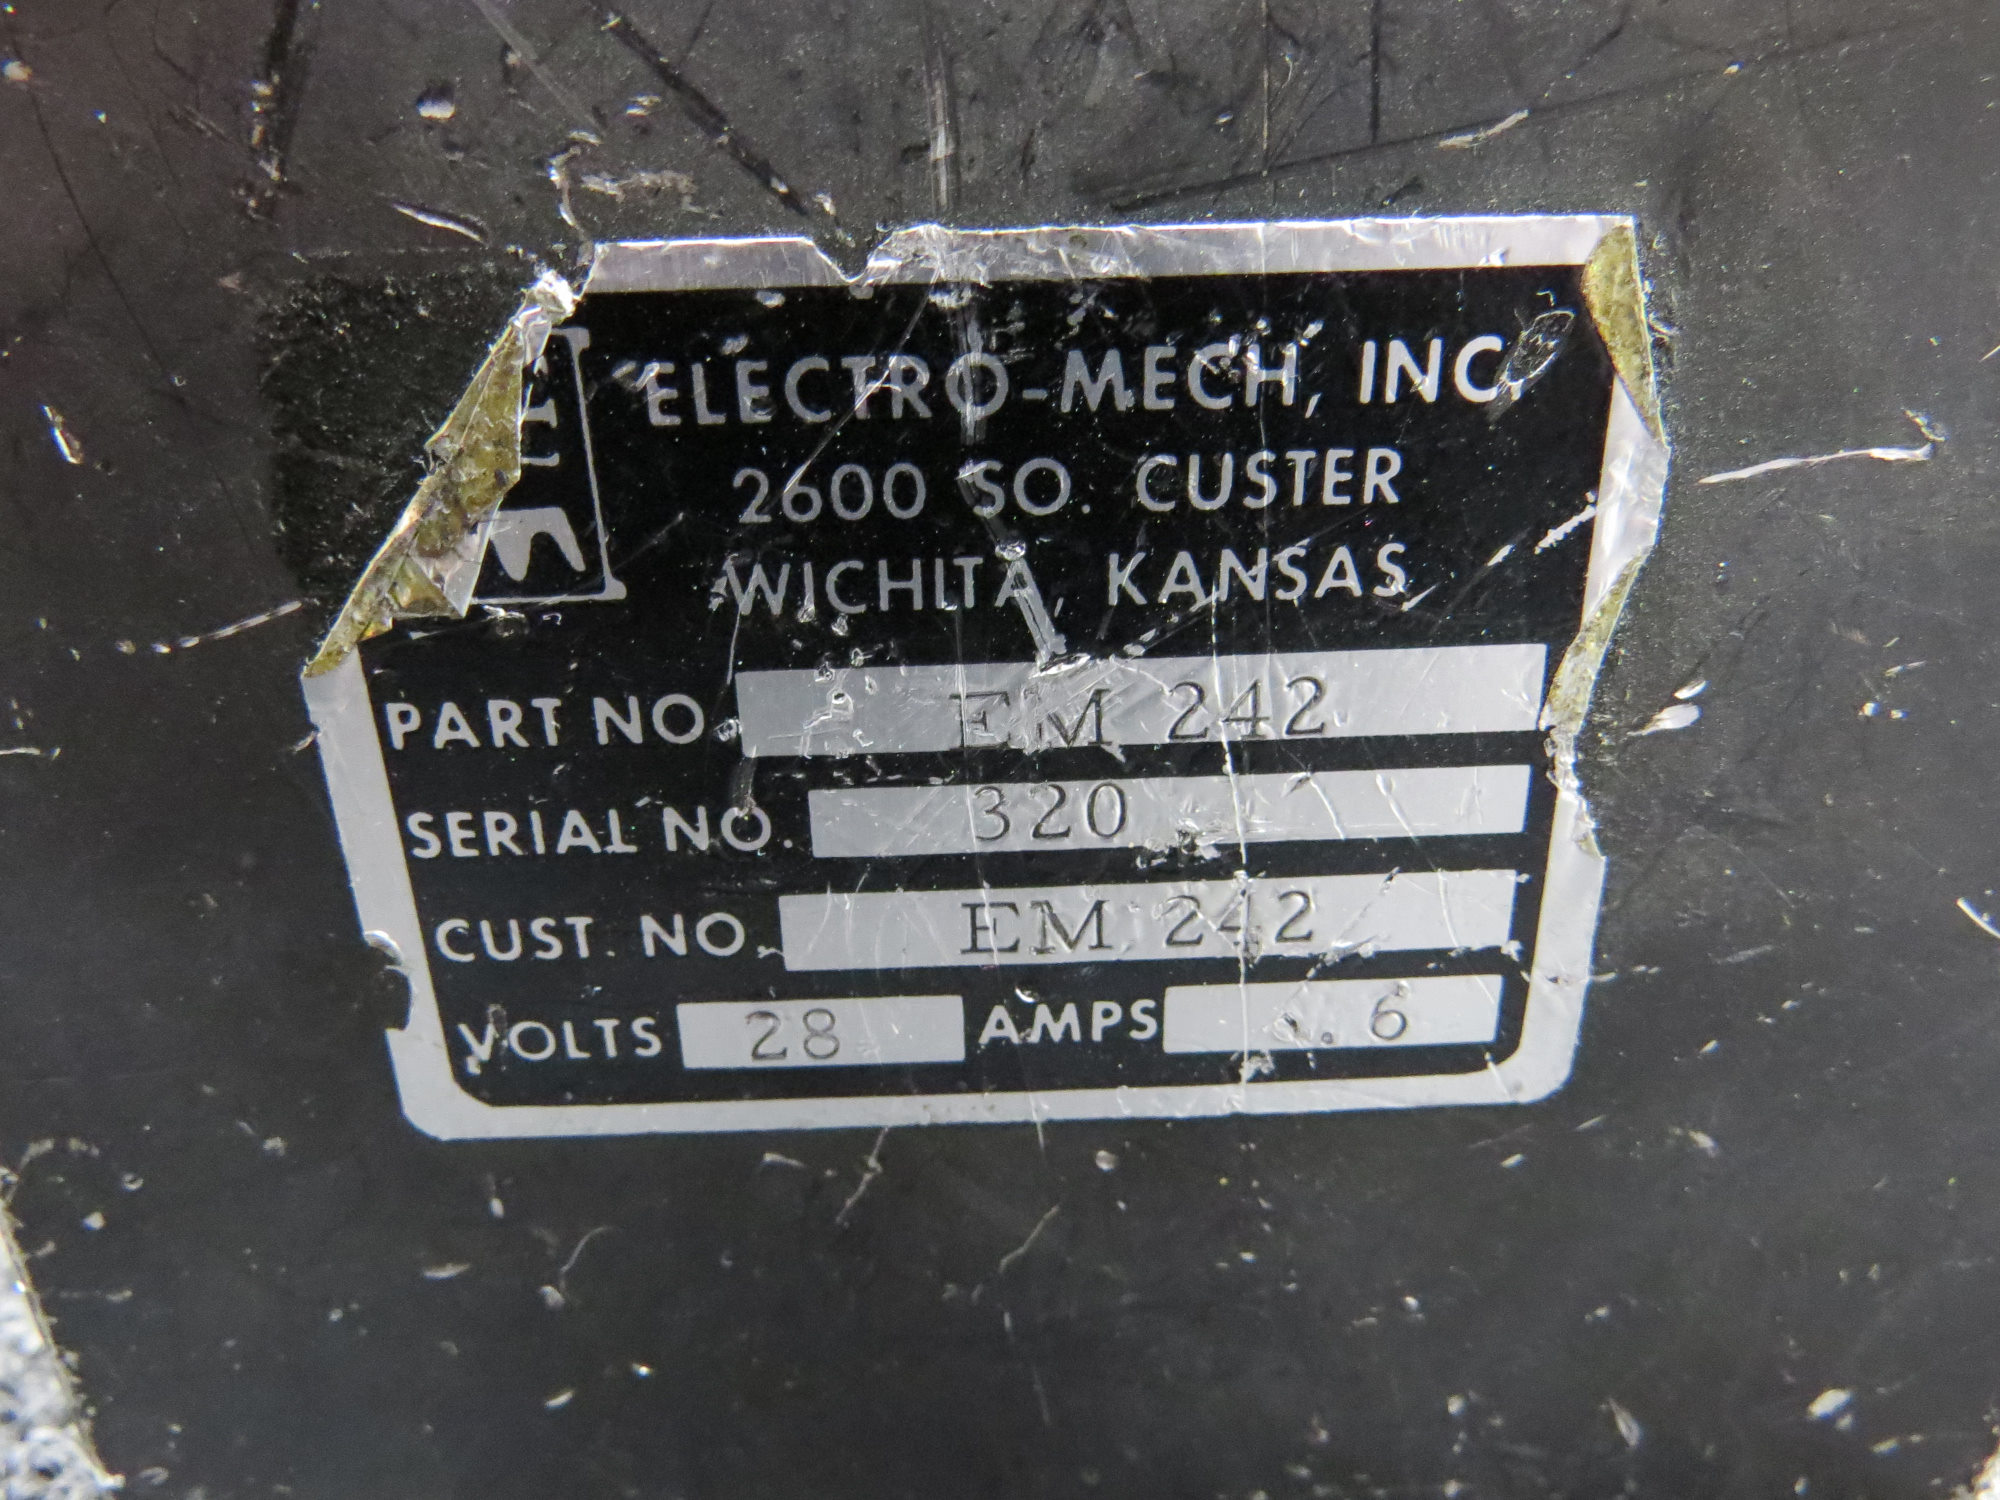 ELECTRO-MECH, INC.
2600 SO. CUSTER
WICHITA, KANSAS
PART NO. EM 242
SERIAL NO. 320
CUST. NO. EM 242
VOLTS 28 AMPS .6